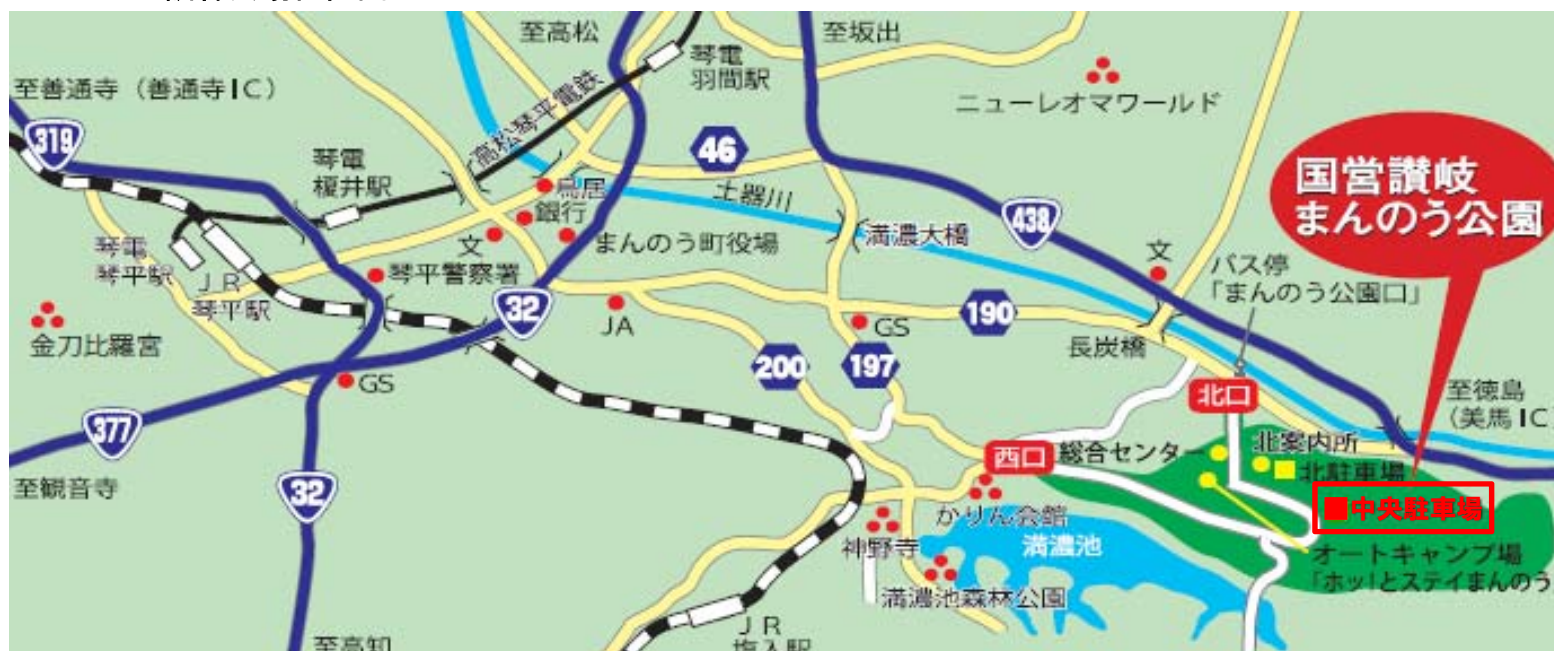 至高松
琴電
羽間駅
至坂出
ニューレオマワールド
至善通寺（善通寺IC）
319
高松琴平電鉄
46
国営讃岐
まんのう公園
琴電
榎井駅
鳥居
銀行
土器川
438
文
まんのう町役場
満濃大橋
文
バス停
「まんのう公園口」
琴電
琴平駅
JR
琴平駅
琴平警察署
32
JA
GS
190
長炭橋
金刀比羅宮
GS
200
197
北口
至徳島
（美馬IC
377
西口
総合センター
北案内所
北駐車場
至観音寺
32
かりん会館
■中央駐車場
神野寺
満濃池
オートキャンプ場
「ホッ!とステイまんのう
満濃池森林公園
JR
塩入駅
至高知